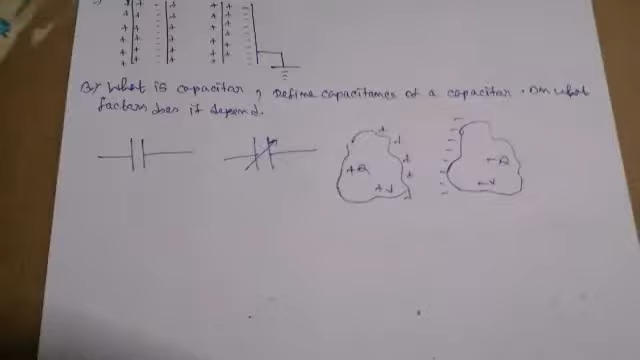 Q) What is capacitor, Define capacitance of a capacitor. On what
factors does it depend.
+Q
+V
-Q
-V